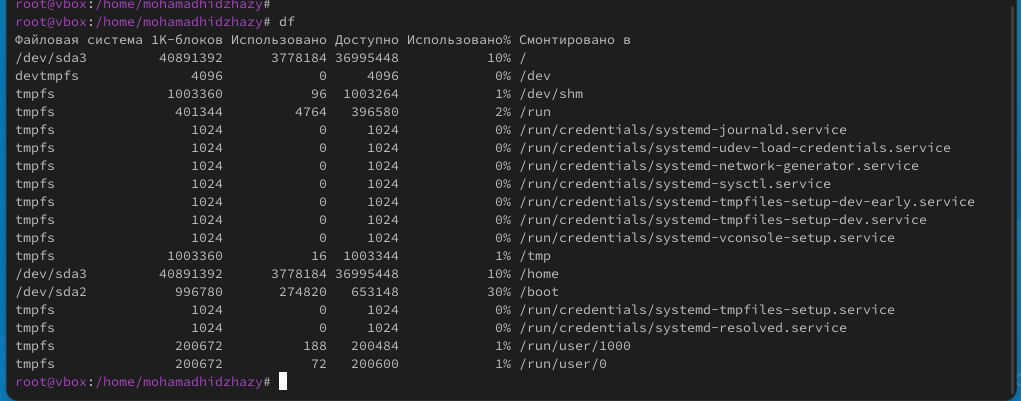 root@vbox:/home/mohamadhidzhazy#
root@vbox:/home/mohamadhidzhazy# df
Файловая система 1K-блоков Использовано Доступно Использовано% Смонтировано в
/dev/sda3 40891392 3778184 36995448 10% /
devtmpfs 4096 0 4096 0% /dev
tmpfs 1003360 96 1003264 1% /dev/shm
tmpfs 401344 4764 396580 2% /run
tmpfs 1024 0 1024 0% /run/credentials/systemd-journald.service
tmpfs 1024 0 1024 0% /run/credentials/systemd-udev-load-credentials.service
tmpfs 1024 0 1024 0% /run/credentials/systemd-network-generator.service
tmpfs 1024 0 1024 0% /run/credentials/systemd-sysctl.service
tmpfs 1024 0 1024 0% /run/credentials/systemd-tmpfiles-setup-dev-early.service
tmpfs 1024 0 1024 0% /run/credentials/systemd-tmpfiles-setup-dev.service
tmpfs 1024 0 1024 0% /run/credentials/systemd-vconsole-setup.service
tmpfs 1003360 16 1003344 1% /tmp
/dev/sda3 40891392 3778184 36995448 10% /home
/dev/sda2 996780 274820 653148 30% /boot
tmpfs 1024 0 1024 0% /run/credentials/systemd-tmpfiles-setup.service
tmpfs 1024 0 1024 0% /run/credentials/systemd-resolved.service
tmpfs 200672 188 200484 1% /run/user/1000
tmpfs 200672 72 200600 1% /run/user/0
root@vbox:/home/mohamadhidzhazy#